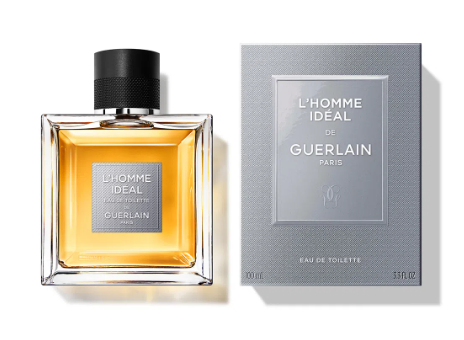 L'HOMME
IDÉAL
EAU DE TOILETTE
DE
GUERLAIN
PARIS
L'HOMME
IDÉAL
DE
GUERLAIN
PARIS
EAU DE TOILETTE
100 mL
3.3 FL.OZ